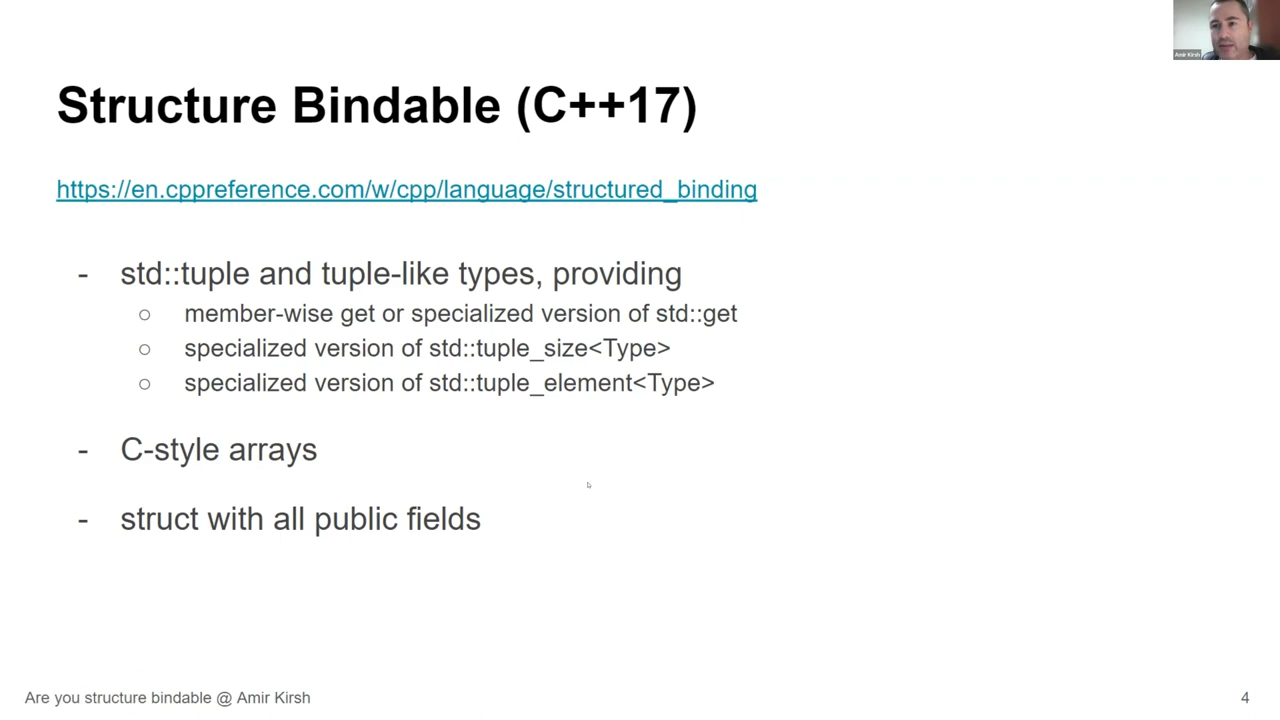 Amir Kirsh
Structure Bindable (C++17)
https://en.cppreference.com/w/cpp/language/structured_binding
- std::tuple and tuple-like types, providing
○ member-wise get or specialized version of std::get
○ specialized version of std::tuple_size<Type>
○ specialized version of std::tuple_element<Type>
- C-style arrays
- struct with all public fields
Are you structure bindable @ Amir Kirsh
4